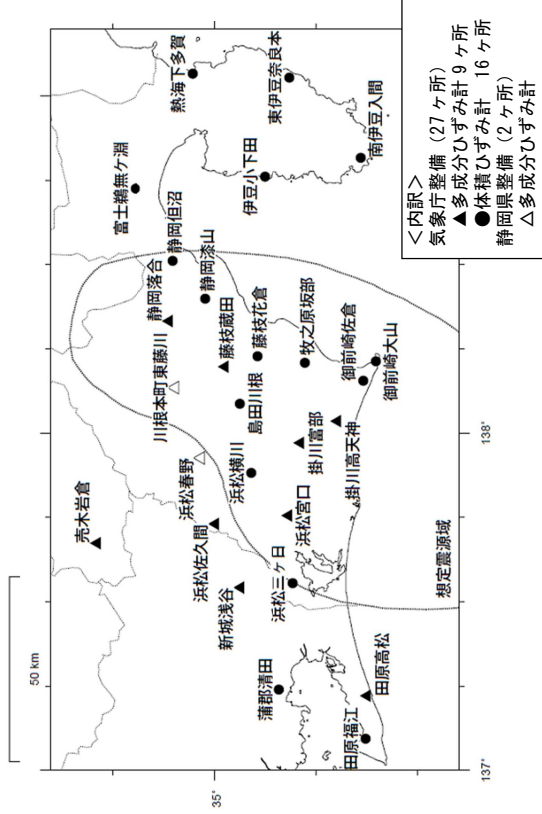 50 km
売木岩倉
富士鵜無ケ淵
熱海下多賀
静岡落合
静岡但沼
川根本町東藤川
静岡漆山
浜松春野
藤枝蔵田
伊豆小下田
東伊豆奈良本
浜松佐久間
島田川根
藤枝花倉
新城浅谷
浜松横川
牧之原坂部
蒲郡清田
浜松三ケ日
浜松宮口
掛川富部
御前崎佐倉
南伊豆入間
掛川高天神
御前崎大山
田原福江
田原高松
想定震源域
35°
137°
138°
＜内訳＞
気象庁整備（27ヶ所）
▲多成分ひずみ計9ヶ所
●体積ひずみ計　16ヶ所
静岡県整備（2ヶ所）
△多成分ひずみ計